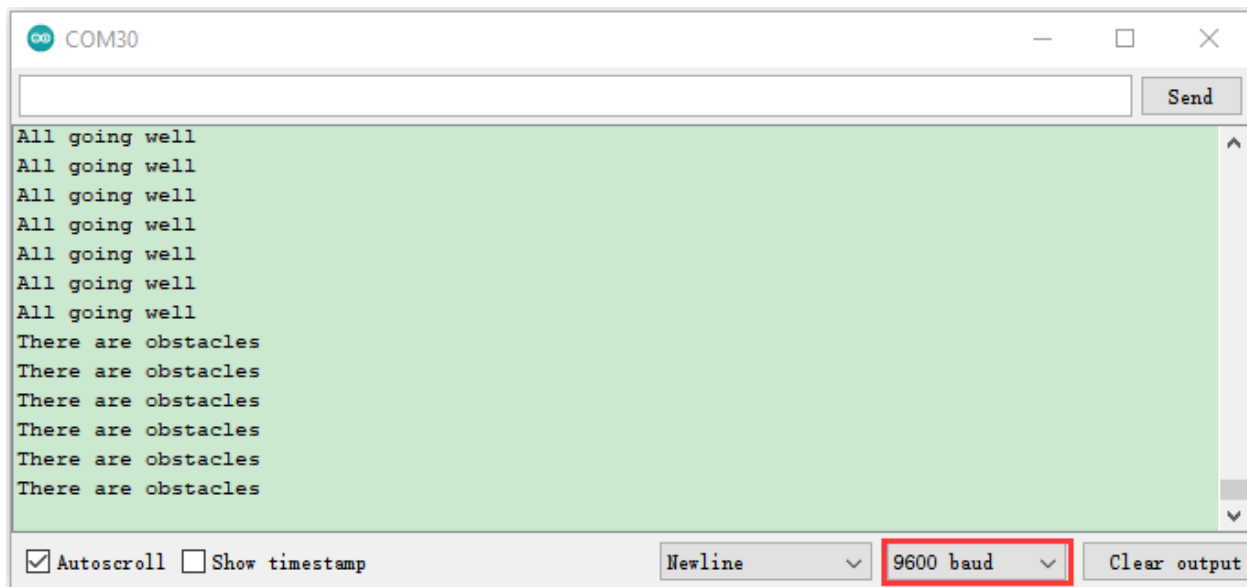 COM30
Send
All going well
All going well
All going well
All going well
All going well
All going well
All going well
There are obstacles
There are obstacles
There are obstacles
There are obstacles
There are obstacles
There are obstacles
Autoscroll Show timestamp Newline 9600 baud Clear output